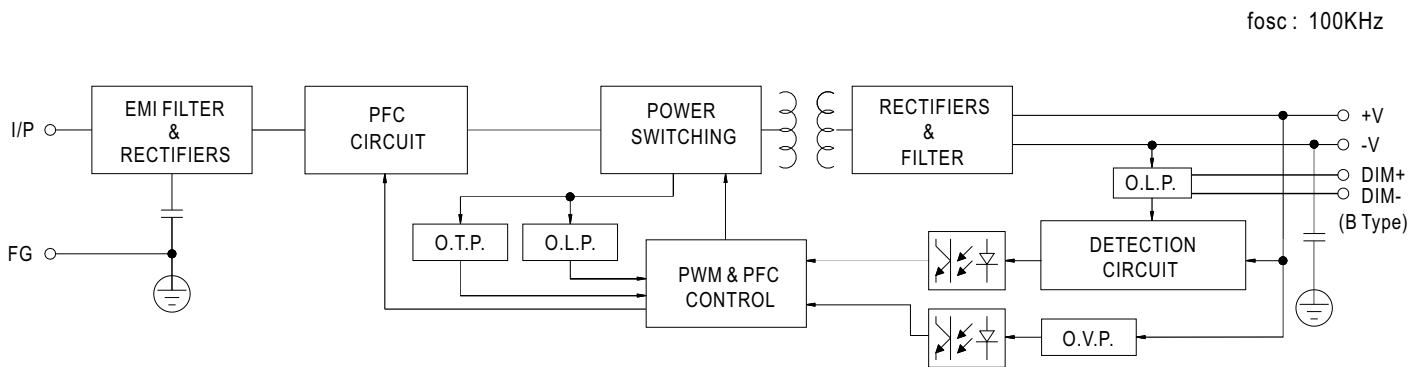 fosc : 100KHz
I/P
EMI FILTER
&
RECTIFIERS
PFC
CIRCUIT
POWER
SWITCHING
RECTIFIERS
&
FILTER
+V
-V
DIM+
DIM-
(B Type)
O.L.P.
FG
O.T.P.
O.L.P.
PWM & PFC
CONTROL
DETECTION
CIRCUIT
O.V.P.